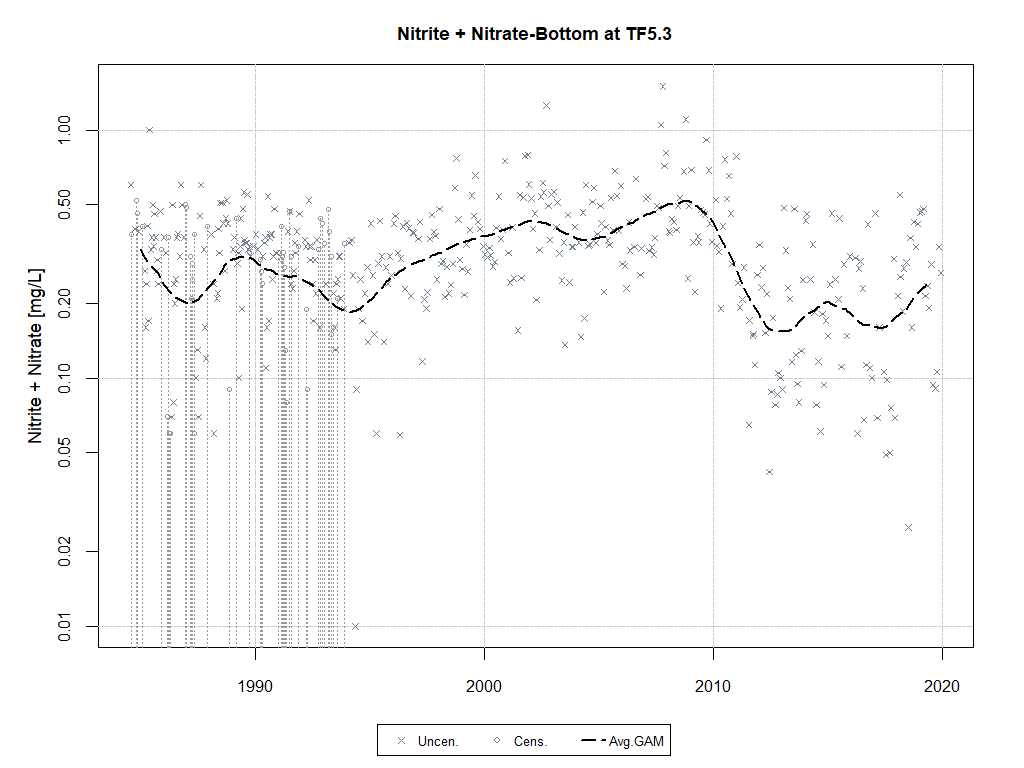 Nitrite + Nitrate-Bottom at TF5.3
Nitrite + Nitrate [mg/L]
1.00
0.50
0.20
0.10
0.05
0.02
0.01
1990 2000 2010 2020
Uncen. Cens. Avg.GAM